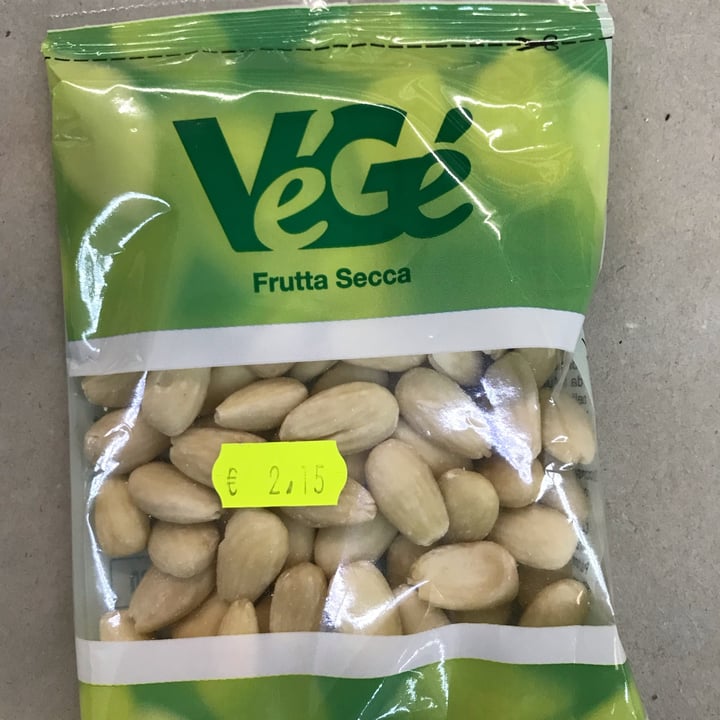 VéGé
Frutta Secca
€ 2,15